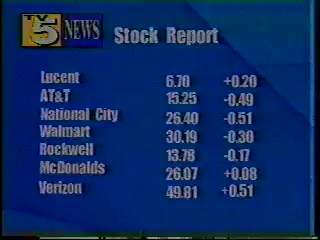 TV 5 NEWS
Stock Report
Lucent 6.70 +0.20
AT&T 15.25 -0.49
National City 26.40 -0.51
Walmart 30.19 -0.30
Rockwell 13.78 -0.17
McDonalds 26.07 +0.08
Verizon 49.81 +0.51